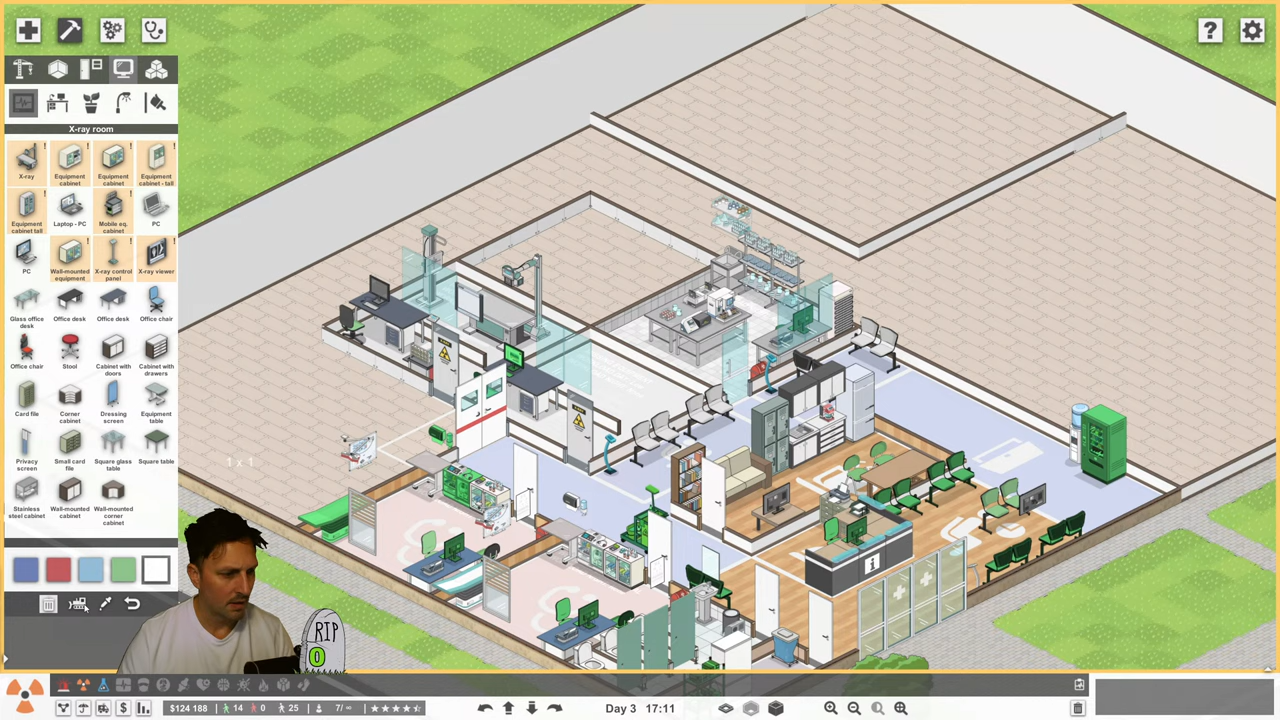 ?
X-ray room
X-ray
Equipment cabinet
Equipment cabinet
Equipment cabinet - tall
Equipment cabinet tall
Laptop - PC
Mobile eq. cabinet
PC
PC
Wall-mounted equipment
X-ray control panel
X-ray viewer
Glass office desk
Office desk
Office desk
Office chair
Office chair
Stool
Cabinet with doors
Cabinet with drawers
Card file
Corner cabinet
Dressing screen
Equipment table
Privacy screen
Small card file
Square glass table
Square table
Stainless steel cabinet
Wall-mounted cabinet
Wall-mounted corner cabinet
1 x 1
i
RIP
0
$124 188
14
0
25
7/ ∞
Day 3 17:11